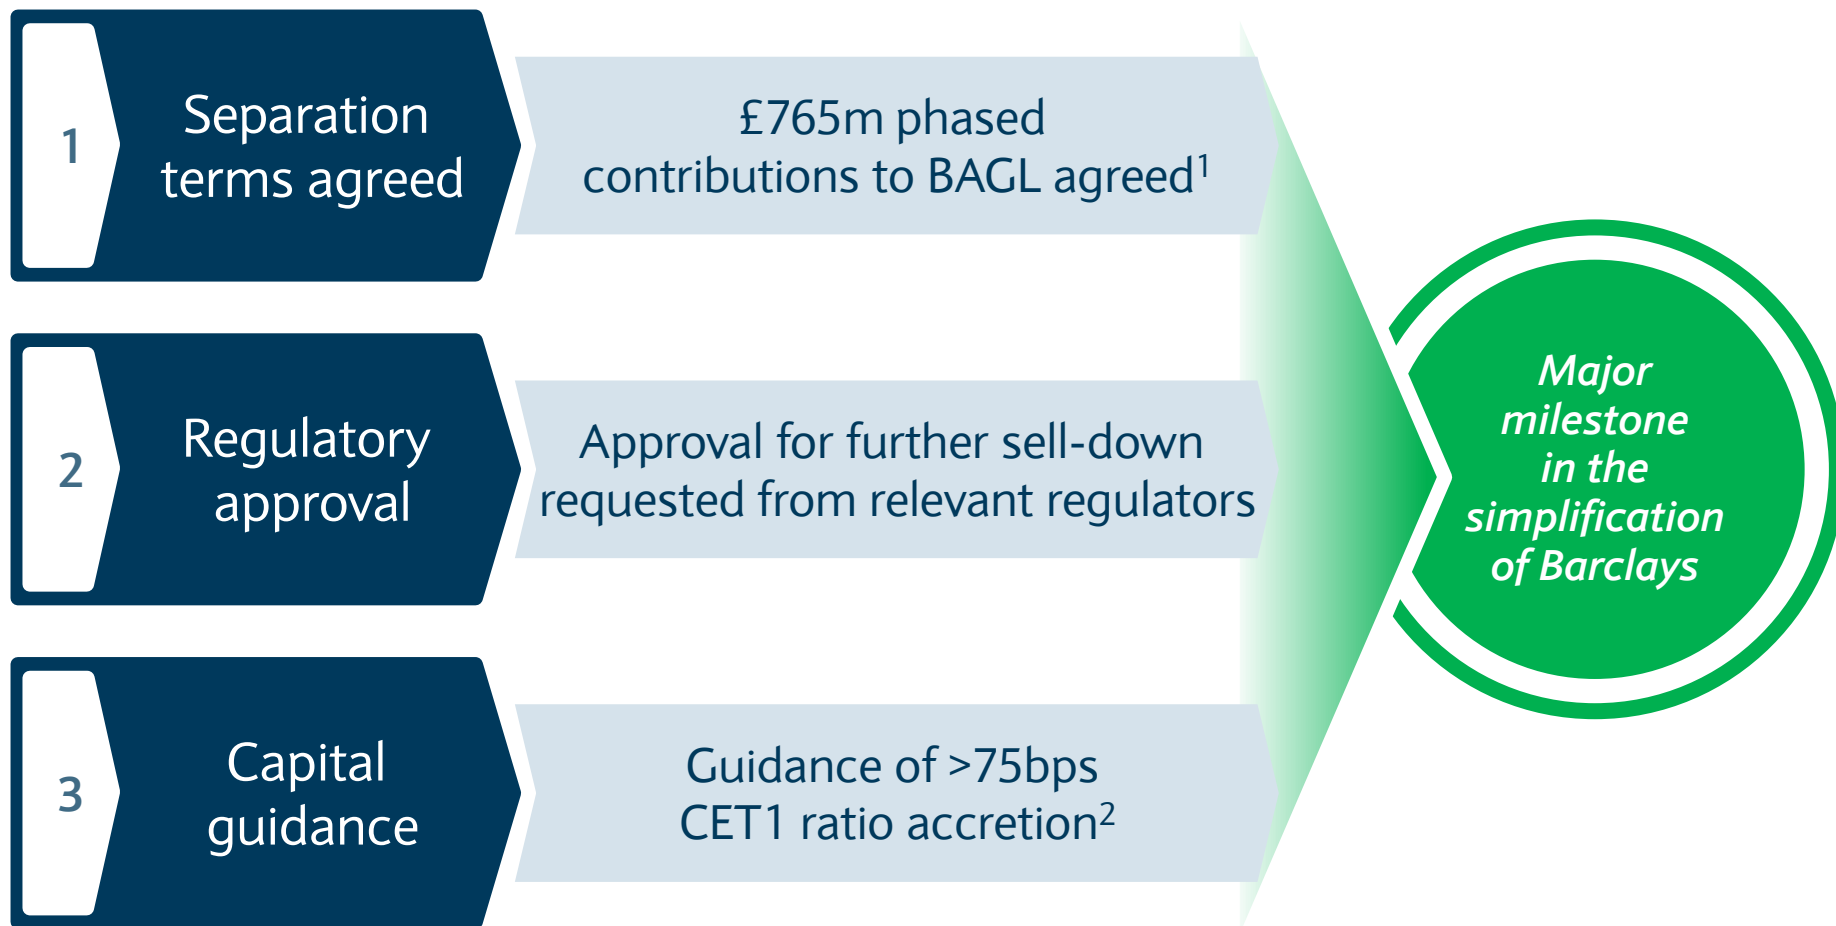 1
Separation
terms agreed
£765m phased
contributions to BAGL agreed¹
2
Regulatory
approval
Approval for further sell-down
requested from relevant regulators
3
Capital
guidance
Guidance of >75bps
CET1 ratio accretion²
Major
milestone
in the
simplification
of Barclays